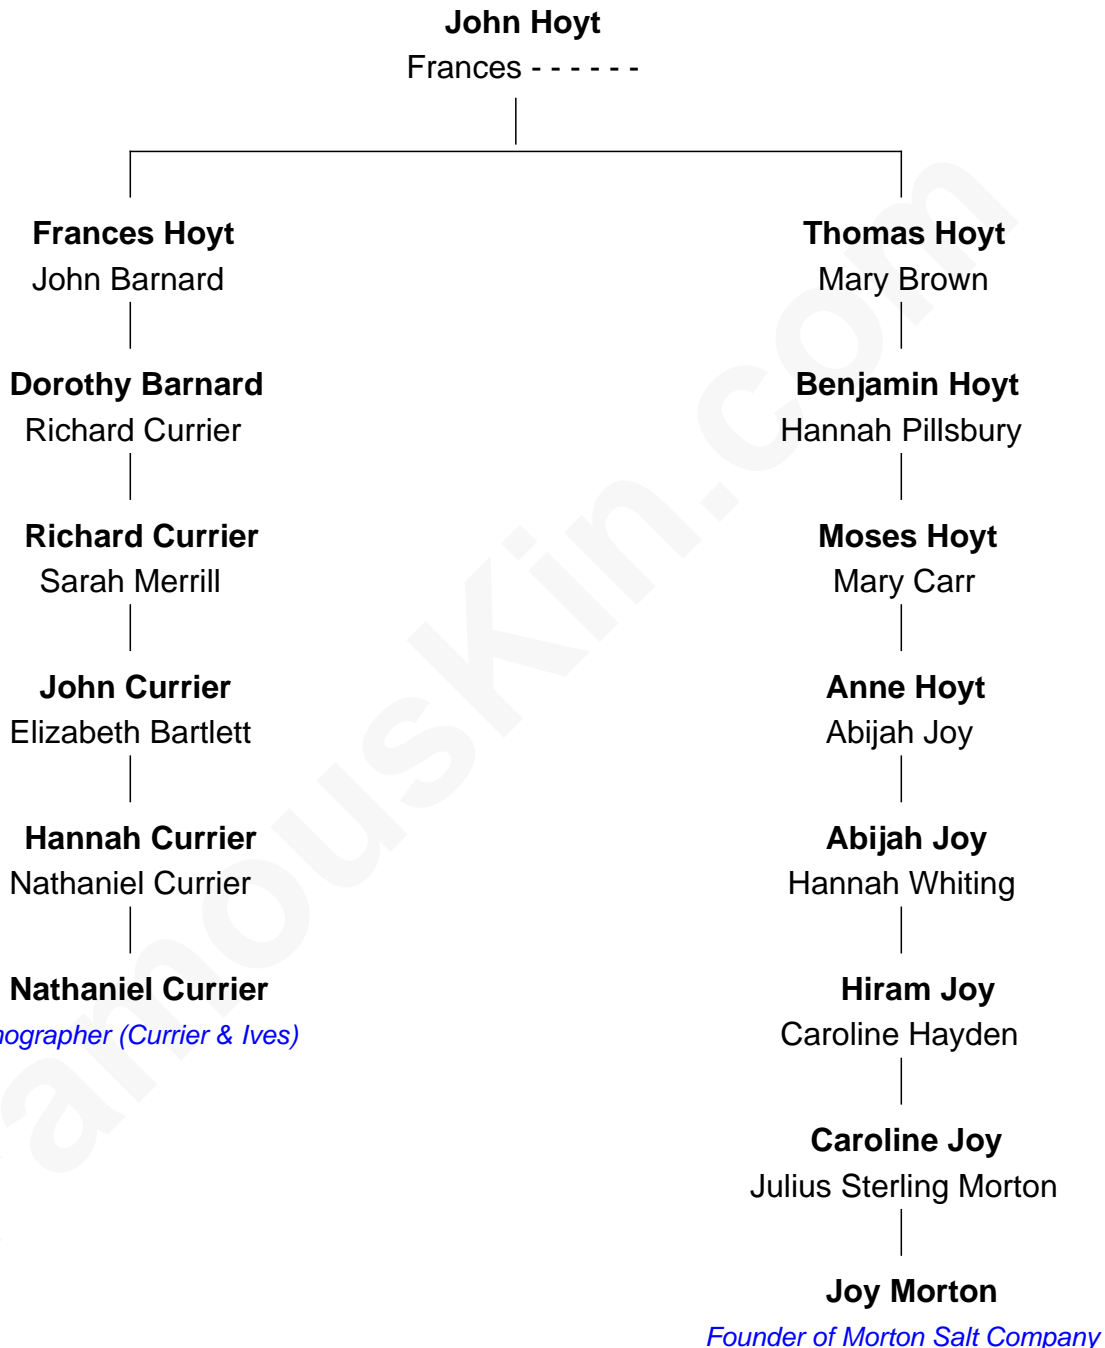 John Hoyt
Frances - - - - - -
Frances Hoyt
John Barnard
Thomas Hoyt
Mary Brown
Dorothy Barnard
Richard Currier
Benjamin Hoyt
Hannah Pillsbury
Richard Currier
Sarah Merrill
Moses Hoyt
Mary Carr
John Currier
Elizabeth Bartlett
Anne Hoyt
Abijah Joy
Hannah Currier
Nathaniel Currier
Abijah Joy
Hannah Whiting
Nathaniel Currier
nographer (Currier & Ives)
Hiram Joy
Caroline Hayden
Caroline Joy
Julius Sterling Morton
Joy Morton
Founder of Morton Salt Company
amouskin.com